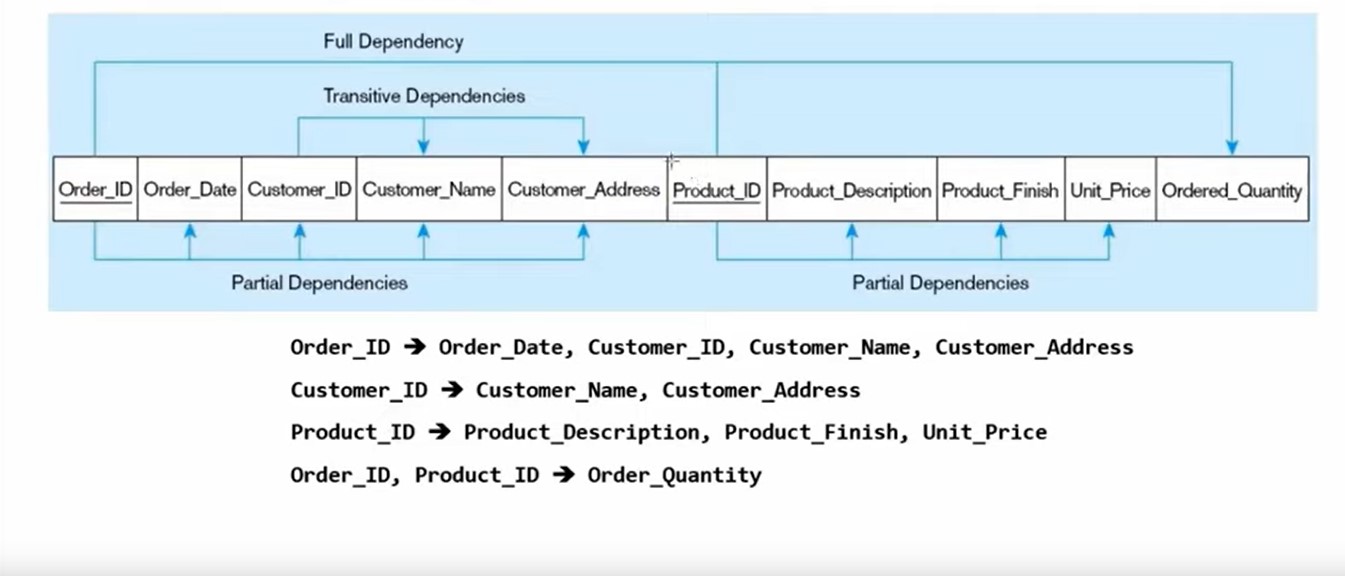 Full Dependency
Transitive Dependencies
Order_ID Order_Date Customer_ID Customer_Name Customer_Address Product_ID Product_Description Product_Finish Unit_Price Ordered_Quantity
Partial Dependencies Partial Dependencies
Order_ID ➔ Order_Date, Customer_ID, Customer_Name, Customer_Address
Customer_ID ➔ Customer_Name, Customer_Address
Product_ID ➔ Product_Description, Product_Finish, Unit_Price
Order_ID, Product_ID ➔ Order_Quantity